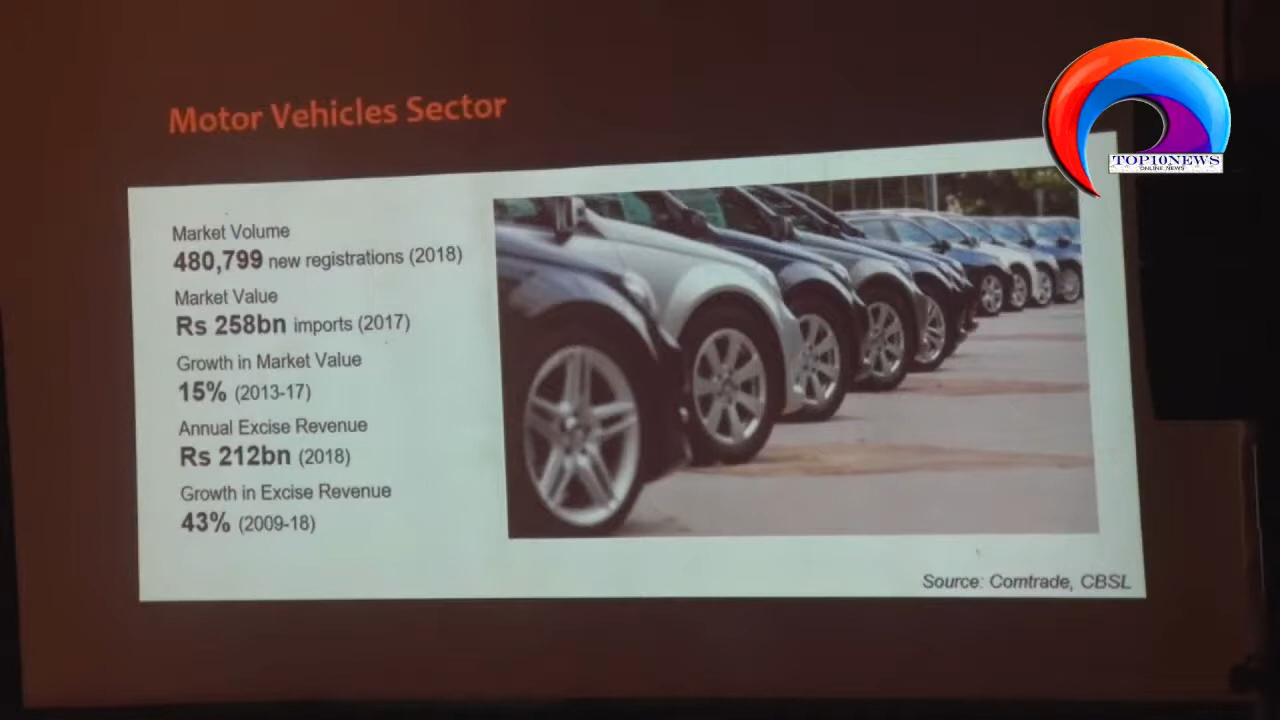 Motor Vehicles Sector
TOP10NEWS
ONLINE NEWS
Market Volume
480,799 new registrations (2018)
Market Value
Rs 258bn imports (2017)
Growth in Market Value
15% (2013-17)
Annual Excise Revenue
Rs 212bn (2018)
Growth in Excise Revenue
43% (2009-18)
Source: Comtrade, CBSL